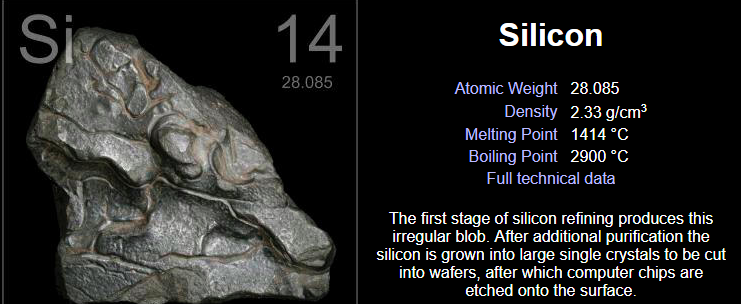 Si 14
28.085
Silicon
Atomic Weight 28.085
Density 2.33 g/cm³
Melting Point 1414 °C
Boiling Point 2900 °C
Full technical data
The first stage of silicon refining produces this
irregular blob. After additional purification the
silicon is grown into large single crystals to be cut
into wafers, after which computer chips are
etched onto the surface.